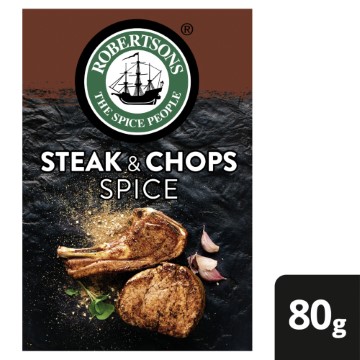 ®
ROBERTSONS
THE SPICE PEOPLE
STEAK & CHOPS
SPICE
80g